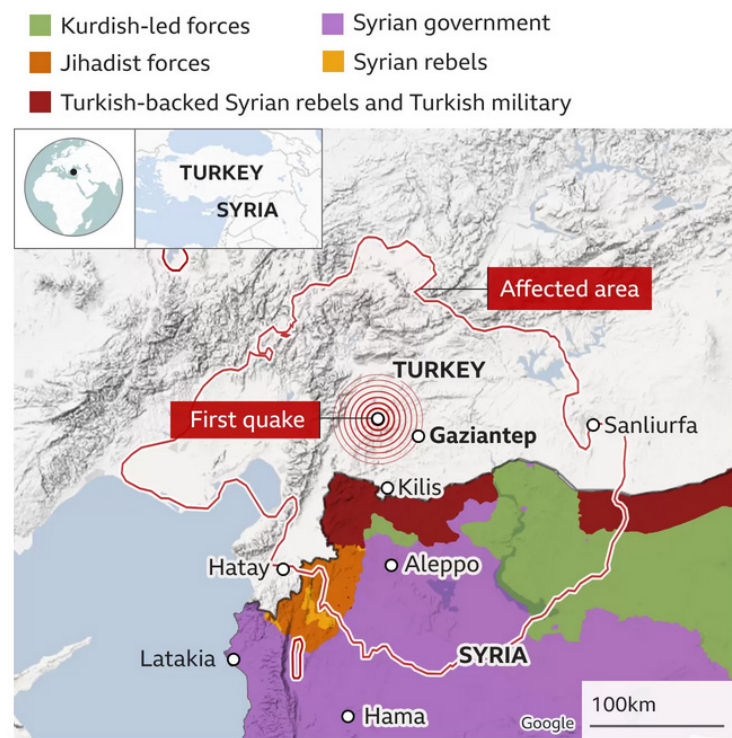 Kurdish-led forces
Syrian government
Jihadist forces
Syrian rebels
Turkish-backed Syrian rebels and Turkish military
TURKEY
SYRIA
Affected area
TURKEY
First quake
Gaziantep
Sanliurfa
Kilis
Hatay
Aleppo
Latakia
SYRIA
Hama
Google
100km